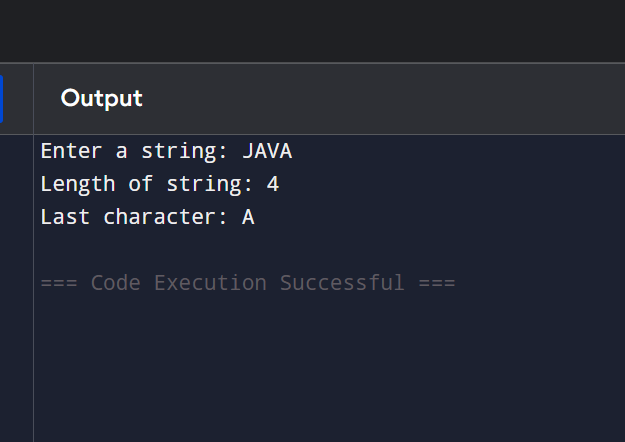 Output
Enter a string: JAVA
Length of string: 4
Last character: A
=== Code Execution Successful ===